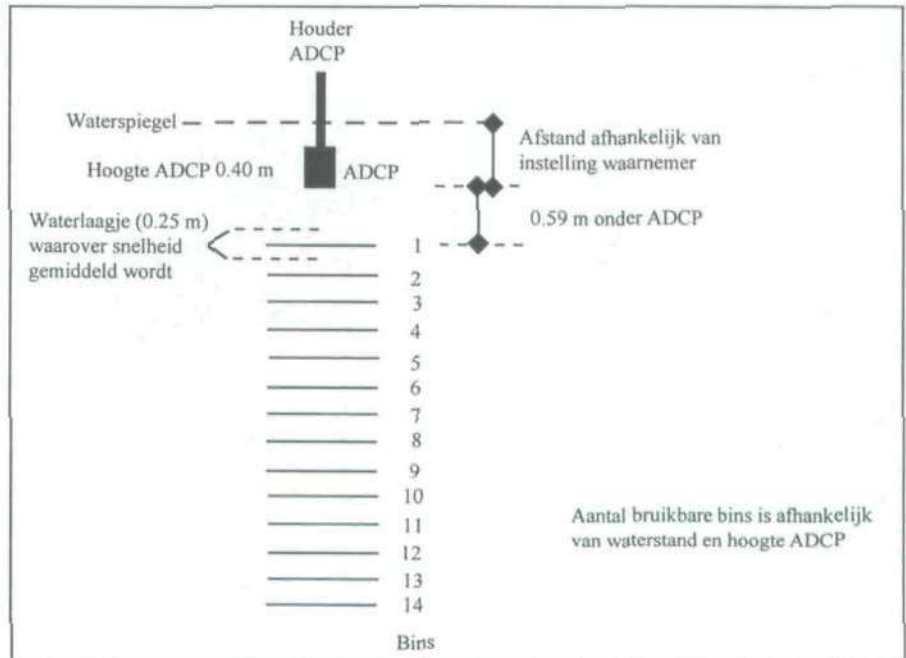 Houder
ADCP
Waterspiegel
Afstand afhankelijk van
instelling waarnemer
Hoogte ADCP 0.40 m
ADCP
0.59 m onder ADCP
Waterlaagje (0.25 m)
waarover snelheid
gemiddeld wordt
1
2
3
4
5
6
7
8
9
10
11
12
13
14
Aantal bruikbare bins is afhankelijk
van waterstand en hoogte ADCP
Bins